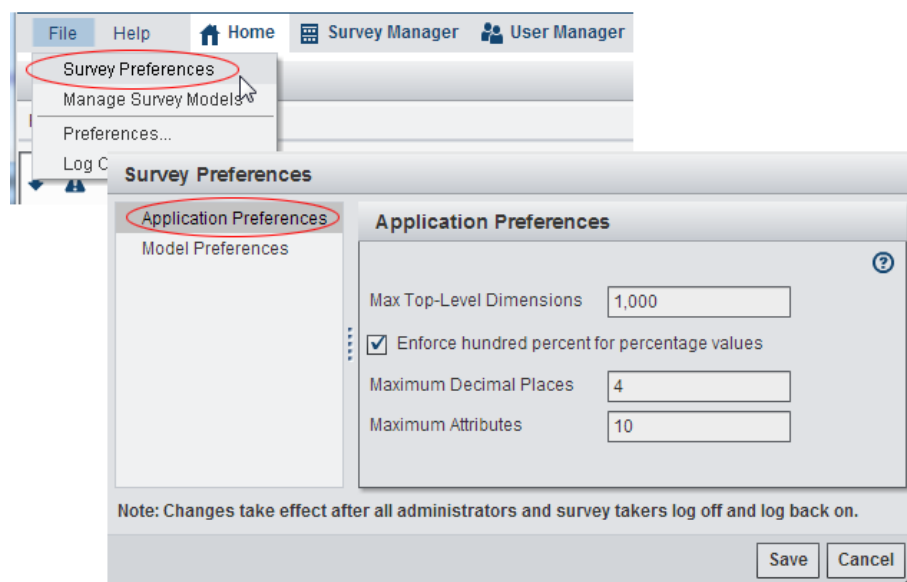 File Help Home Survey Manager User Manager
Survey Preferences
Manage Survey Models
Preferences...
Log
Survey Preferences
Application Preferences
Model Preferences
Application Preferences
?
Max Top-Level Dimensions 1,000
Enforce hundred percent for percentage values
Maximum Decimal Places 4
Maximum Attributes 10
Note: Changes take effect after all administrators and survey takers log off and log back on.
Save Cancel